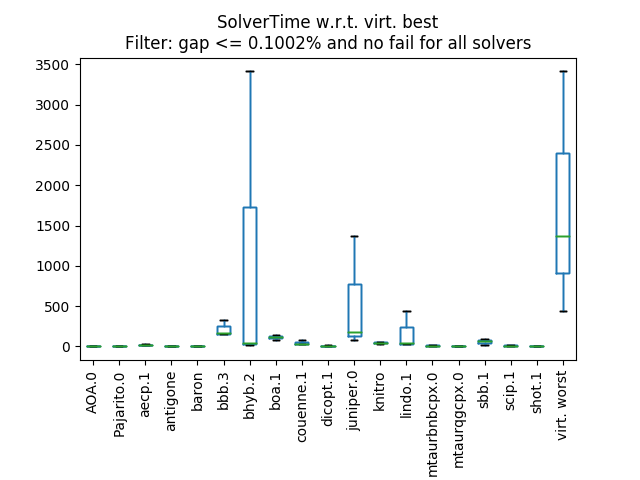 SolverTime w.r.t. virt. best
Filter: gap <= 0.1002% and no fail for all solvers
3500
3000
2500
2000
1500
1000
500
0
AOA.0
Pajarito.0
aecp.1
antigone
baron
bbb.3
bhyb.2
boa.1
couenne.1
dicopt.1
juniper.0
knitro
lindo.1
mtaurbnbcpx.0
mtaurqgcpx.0
sbb.1
scip.1
shot.1
virt. worst